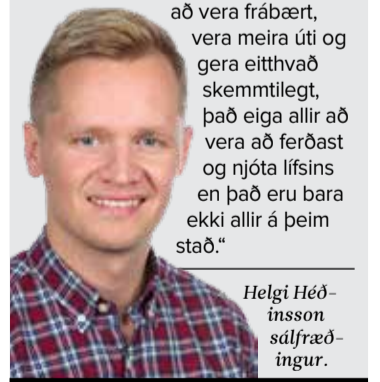 að vera frábært,
vera meira úti og
gera eitthvað
skemmtilegt,
það eiga allir að
vera að ferðast
og njóta lífsins
en það eru bara
ekki allir á þeim
stað.“
Helgi Héð-
insson
sálfræð-
ingur.